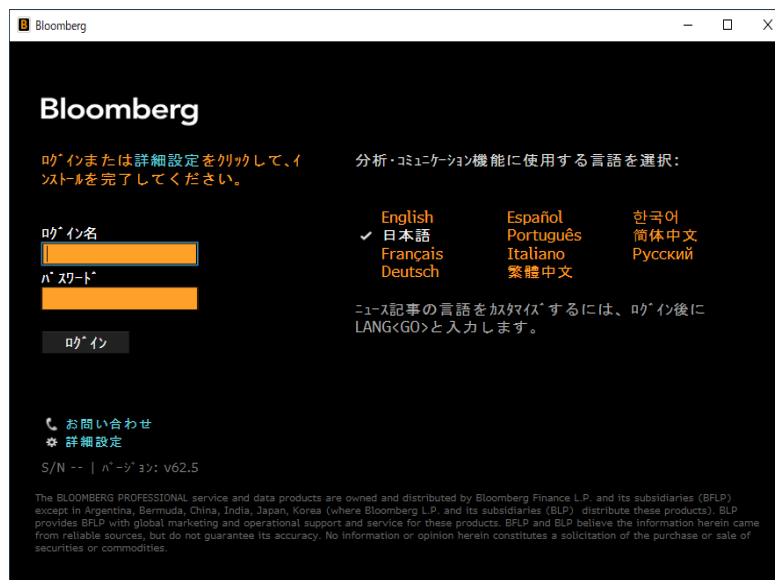 Bloomberg
Bloomberg
ﾛｸﾞｲﾝまたは詳細設定をｸﾘｯｸして､ｲ
ﾝｽﾄｰﾙを完了してください。
ﾛｸﾞｲﾝ名
ﾊﾟｽﾜｰﾄﾞ
ﾛｸﾞｲﾝ
分析･ｺﾐｭﾆｹｰｼｮﾝ機能に使用する言語を選択:
English Español 한국어
日本語 Português 简体中文
Français Italiano Русский
Deutsch 繁體中文
ﾆｭｰｽ記事の言語をｶｽﾀﾏｲｽﾞするには、ﾛｸﾞｲﾝ後に
LANG<GO>と入力します。
お問い合わせ
詳細設定
S/N -- | ﾊﾞｰｼﾞｮﾝ: v62.5
The BLOOMBERG PROFESSIONAL service and data products are owned and distributed by Bloomberg Finance L.P. and its subsidiaries (BFLP)
except in Argentina, Bermuda, China, India, Japan, Korea (where Bloomberg L.P. and its subsidiaries (BLP) distribute these products). BLP
provides BFLP with global marketing and operational support and service for these products. BFLP and BLP believe the information herein came
from reliable sources, but do not guarantee its accuracy. No information or opinion herein constitutes a solicitation of the purchase or sale of
securities or commodities.